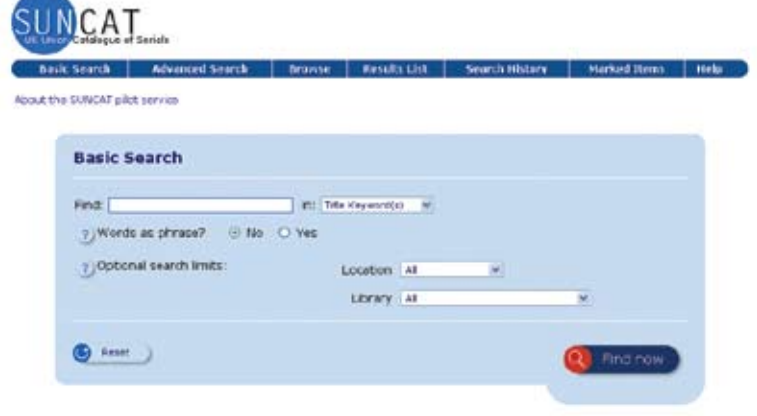 SUNCAT
UK Union Catalogue of Serials
Basic Search Advanced Search Browse Results List Search History Marked Items Help
About the SUNCAT pilot service
Basic Search
Find: in: Title Keyword(s)
? Words as phrase? No Yes
? Optional search limits: Location All
Library All
Reset Find now